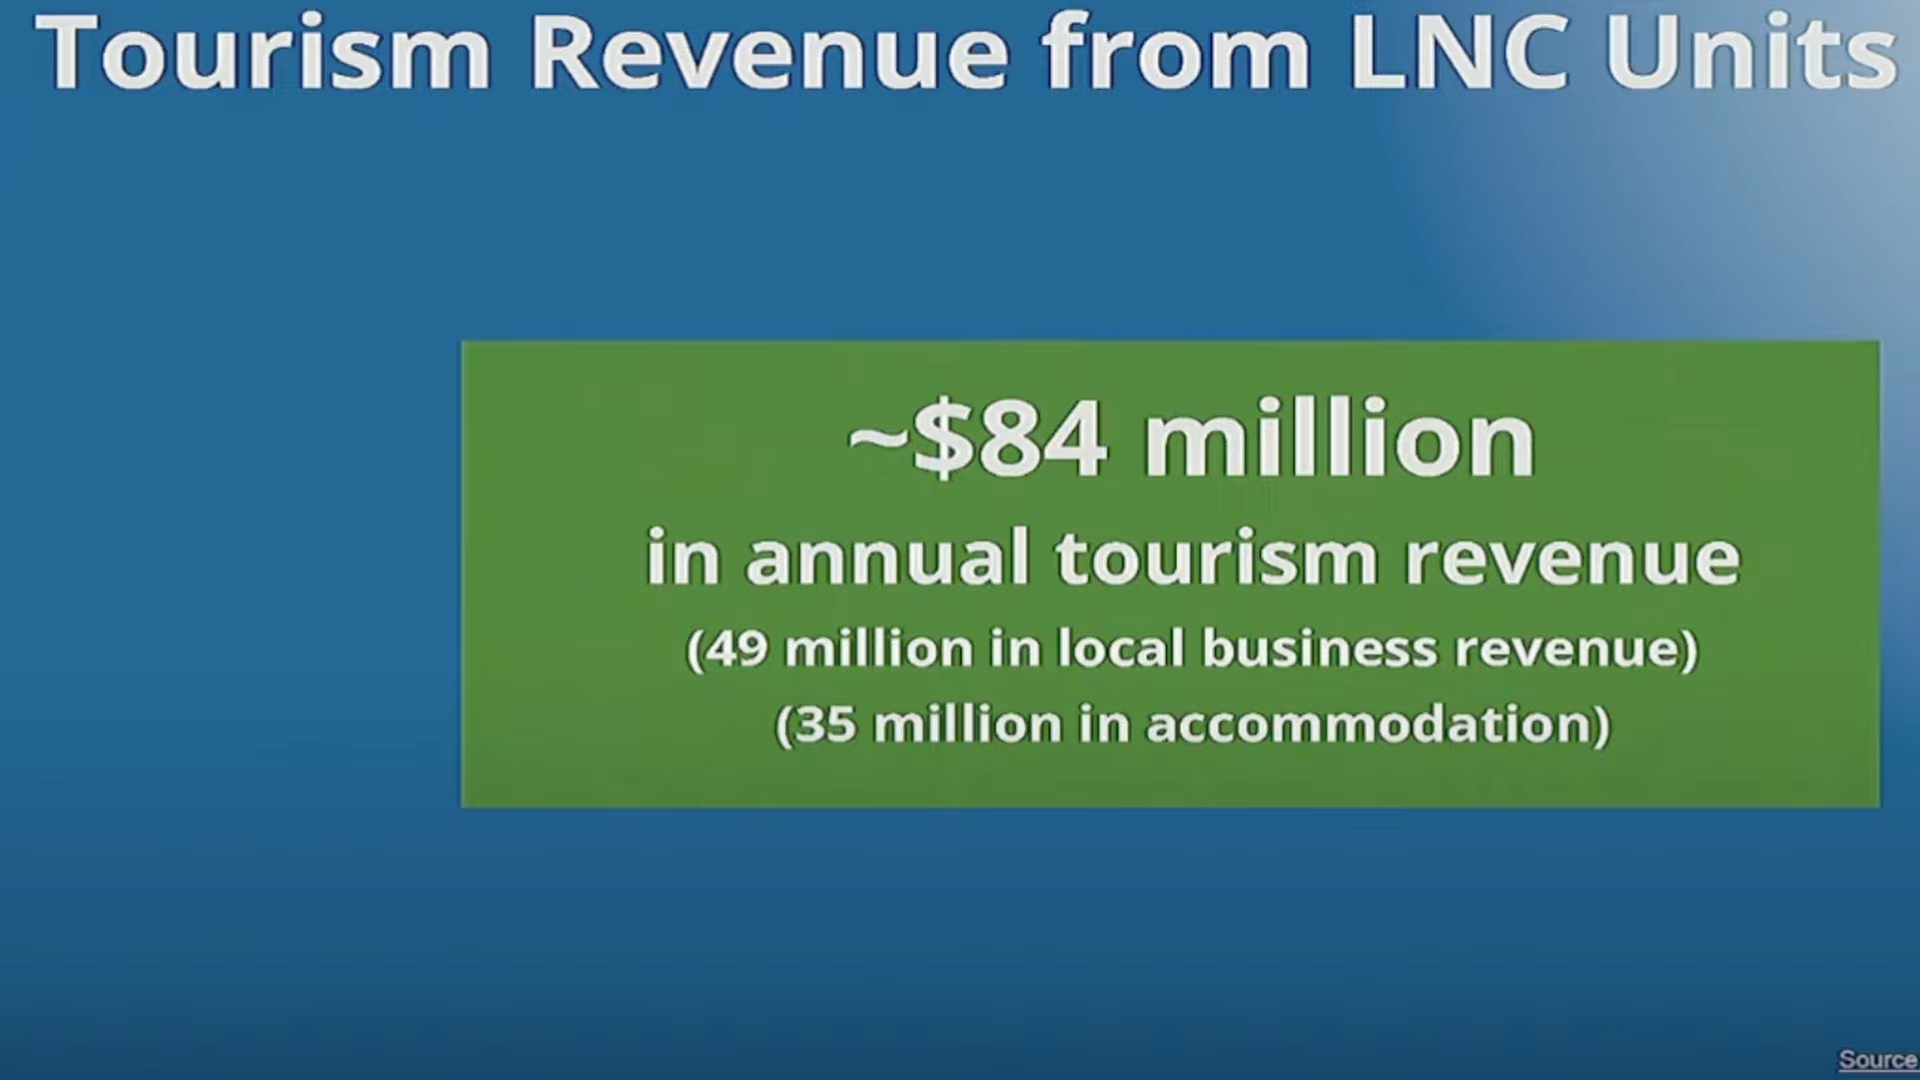 Tourism Revenue from LNC Units
~$84 million
in annual tourism revenue
(49 million in local business revenue)
(35 million in accommodation)
Source